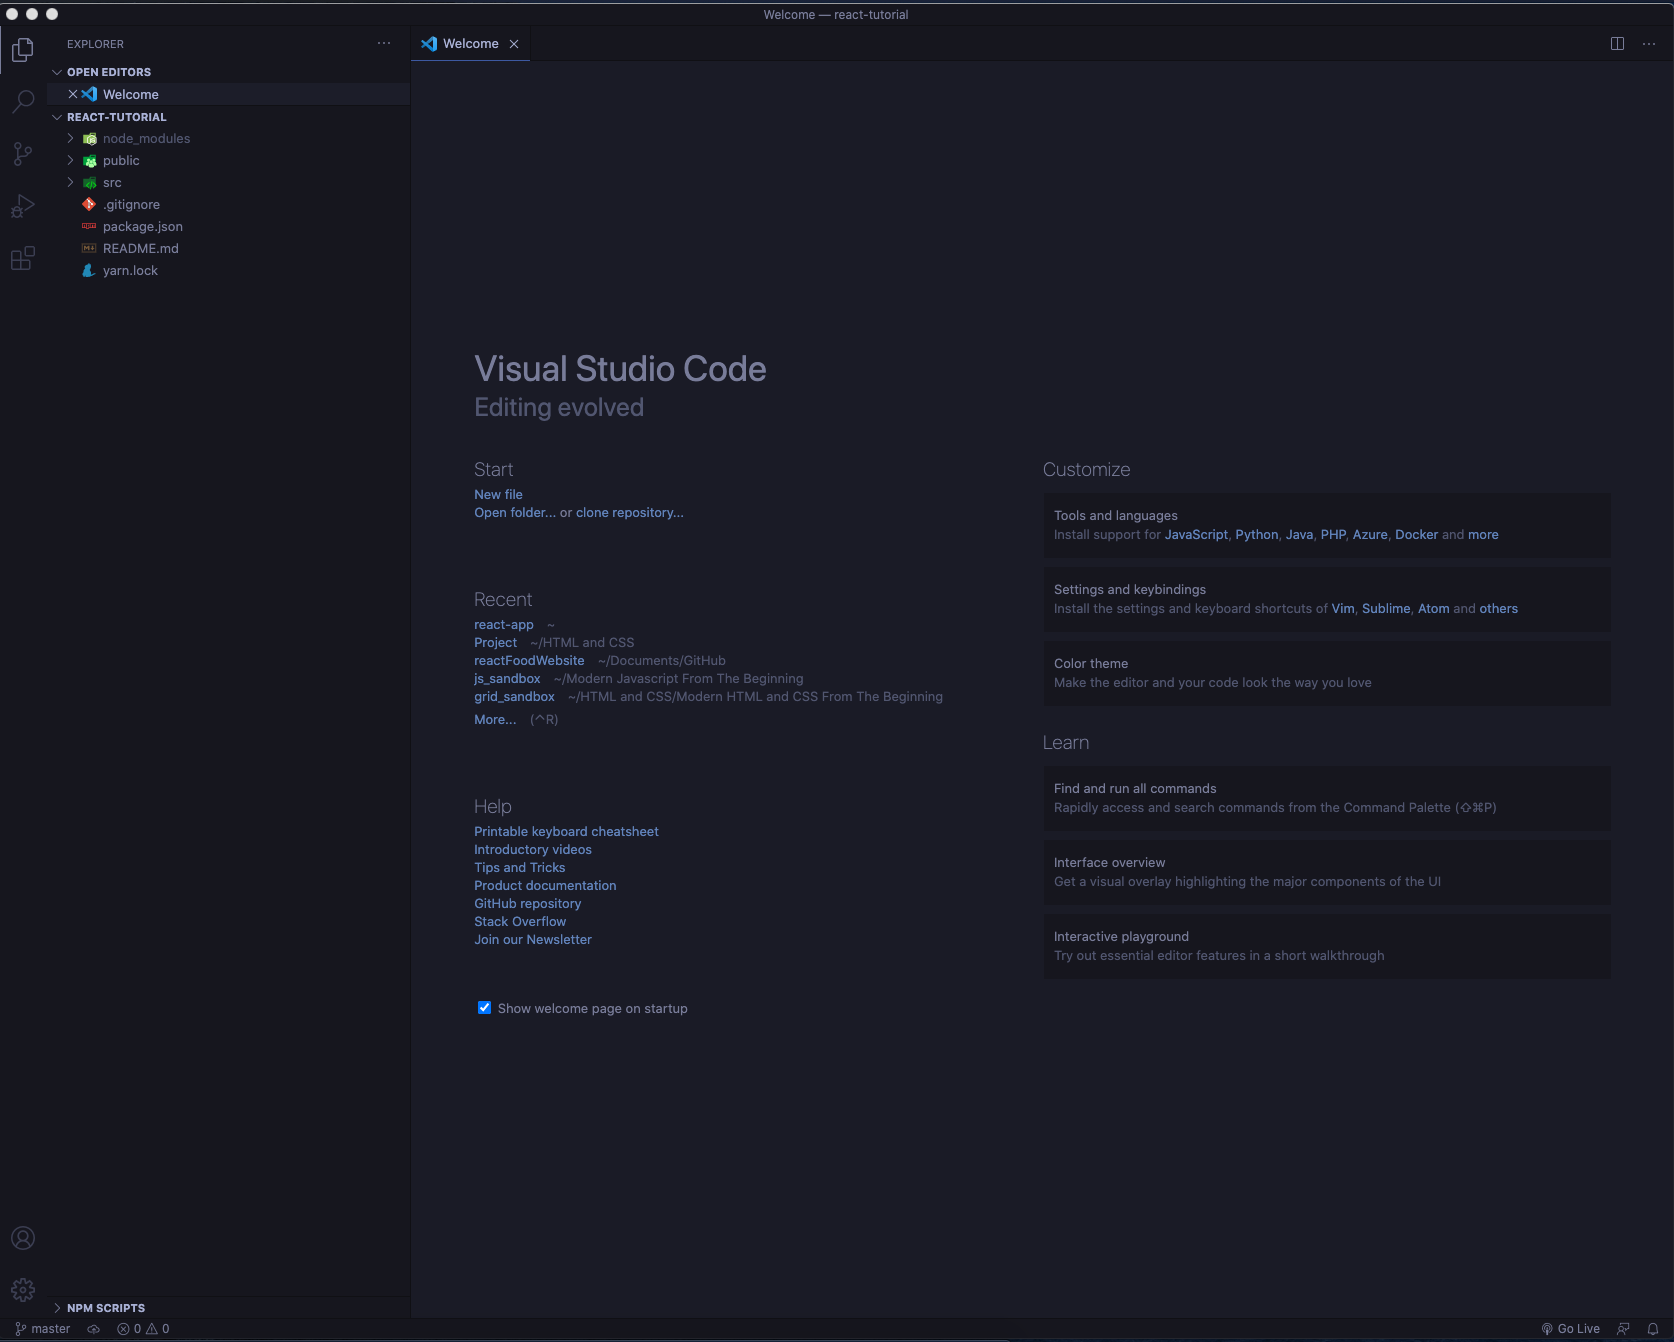 Welcome — react-tutorial
EXPLORER
OPEN EDITORS
Welcome
REACT-TUTORIAL
node_modules
public
src
.gitignore
package.json
README.md
yarn.lock
NPM SCRIPTS
Welcome
Visual Studio Code
Editing evolved
Start
New file
Open folder... or clone repository...
Recent
react-app ~
Project ~/HTML and CSS
reactFoodWebsite ~/Documents/GitHub
js_sandbox ~/Modern Javascript From The Beginning
grid_sandbox ~/HTML and CSS/Modern HTML and CSS From The Beginning
More... (^R)
Help
Printable keyboard cheatsheet
Introductory videos
Tips and Tricks
Product documentation
GitHub repository
Stack Overflow
Join our Newsletter
Show welcome page on startup
Customize
Tools and languages
Install support for JavaScript, Python, Java, PHP, Azure, Docker and more
Settings and keybindings
Install the settings and keyboard shortcuts of Vim, Sublime, Atom and others
Color theme
Make the editor and your code look the way you love
Learn
Find and run all commands
Rapidly access and search commands from the Command Palette (⇧⌘P)
Interface overview
Get a visual overlay highlighting the major components of the UI
Interactive playground
Try out essential editor features in a short walkthrough
master 0 0
Go Live